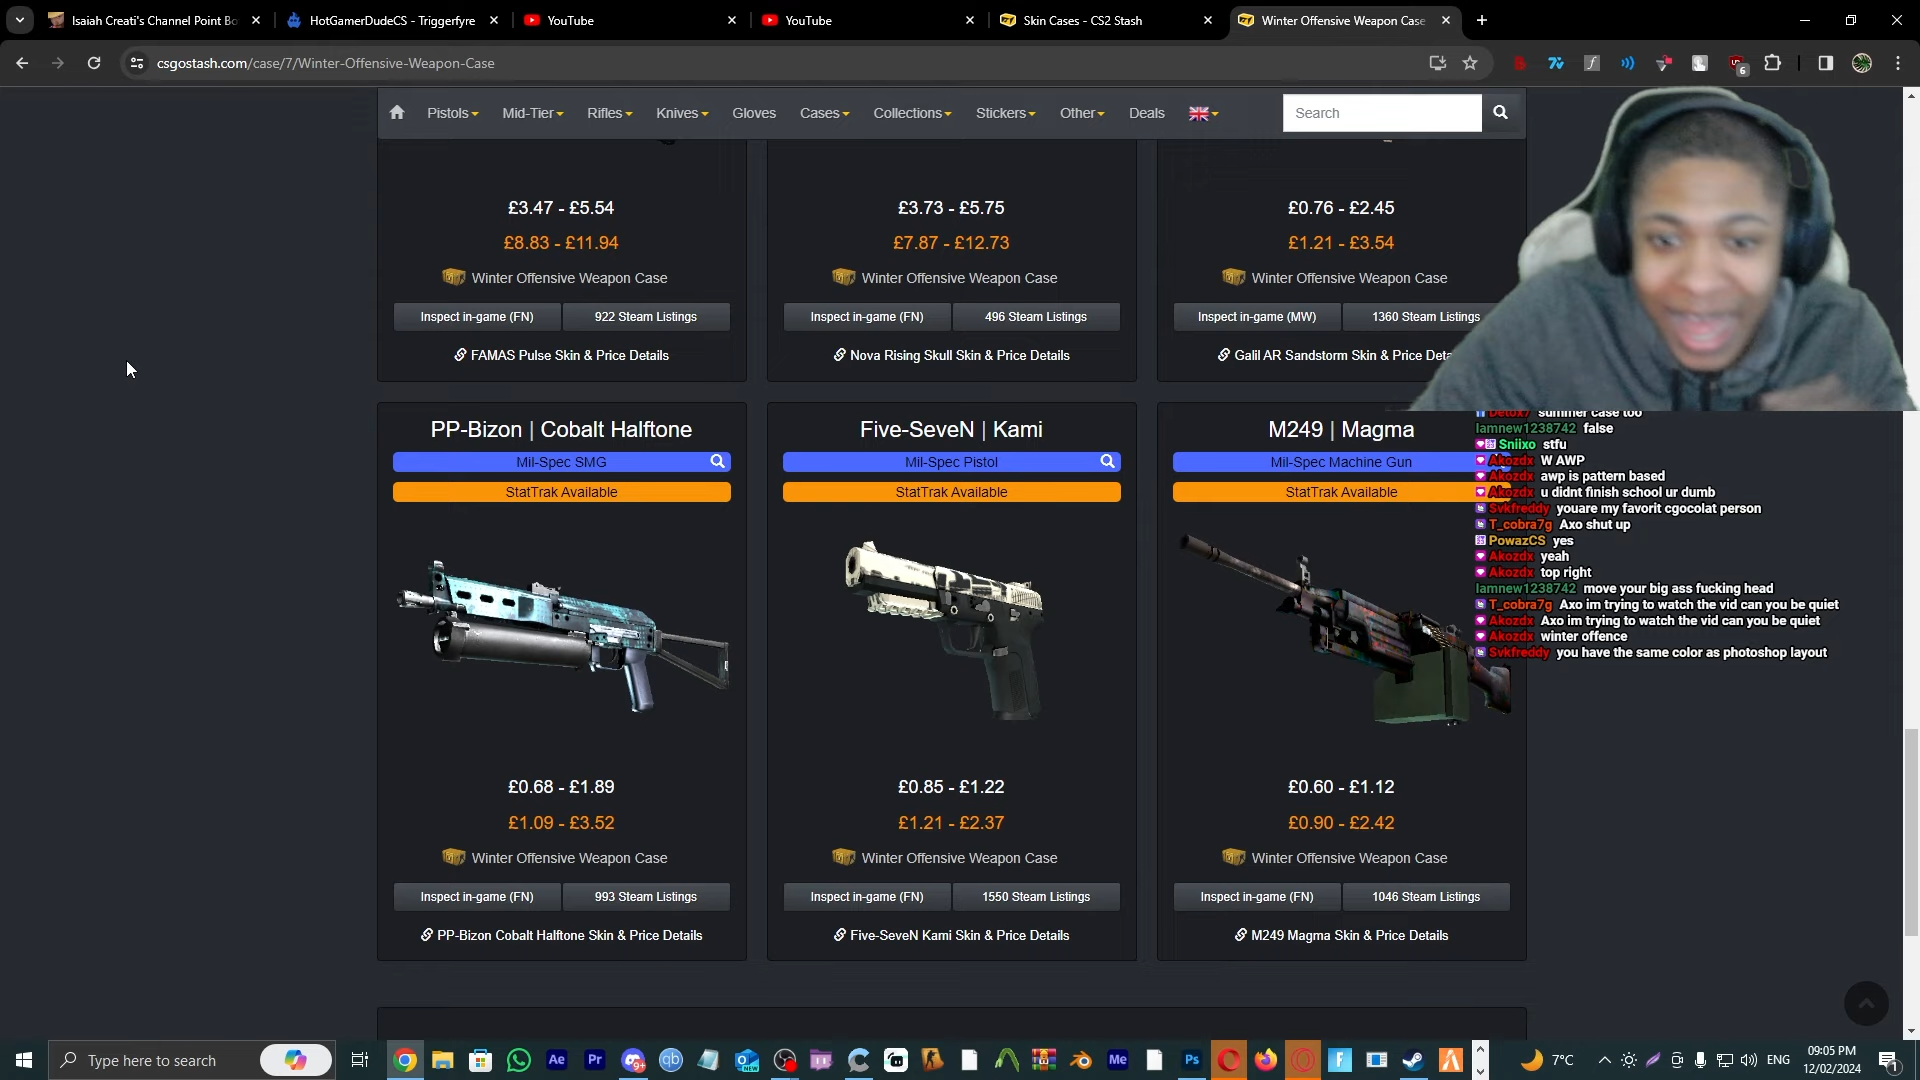 Isaiah Creati's Channel Point Bo
HotGamerDudeCS - Triggerfyre
YouTube
YouTube
Skin Cases - CS2 Stash
Winter Offensive Weapon Case
csgostash.com/case/7/Winter-Offensive-Weapon-Case
6
Pistols
Mid-Tier
Rifles
Knives
Gloves
Cases
Collections
Stickers
Other
Deals
Search
£3.47 - £5.54
£8.83 - £11.94
Winter Offensive Weapon Case
Inspect in-game (FN)
922 Steam Listings
FAMAS Pulse Skin & Price Details
£3.73 - £5.75
£7.87 - £12.73
Winter Offensive Weapon Case
Inspect in-game (FN)
496 Steam Listings
Nova Rising Skull Skin & Price Details
£0.76 - £2.45
£1.21 - £3.54
Winter Offensive Weapon Case
Inspect in-game (MW)
1360 Steam Listings
Galil AR Sandstorm Skin & Price Deta
PP-Bizon | Cobalt Halftone
Mil-Spec SMG
StatTrak Available
£0.68 - £1.89
£1.09 - £3.52
Winter Offensive Weapon Case
Inspect in-game (FN)
993 Steam Listings
PP-Bizon Cobalt Halftone Skin & Price Details
Five-SeveN | Kami
Mil-Spec Pistol
StatTrak Available
£0.85 - £1.22
£1.21 - £2.37
Winter Offensive Weapon Case
Inspect in-game (FN)
1550 Steam Listings
Five-SeveN Kami Skin & Price Details
M249 | Magma
Mil-Spec Machine Gun
StatTrak Available
£0.60 - £1.12
£0.90 - £2.42
Winter Offensive Weapon Case
Inspect in-game (FN)
1046 Steam Listings
M249 Magma Skin & Price Details
Detox7 summer case too
Iamnew1238742 false
Sniixo stfu
Akozdx W AWP
Akozdx awp is pattern based
Akozdx u didnt finish school ur dumb
Svkfreddy youare my favorit cgocolat person
T_cobra7g Axo shut up
PowazCS yes
Akozdx yeah
Akozdx top right
Iamnew1238742 move your big ass fucking head
T_cobra7g Axo im trying to watch the vid can you be quiet
Akozdx Axo im trying to watch the vid can you be quiet
Akozdx winter offence
Svkfreddy you have the same color as photoshop layout
Type here to search
Ae
Pr
9+
qb
NEW
Me
Ps
7°C
ENG
09:05 PM
12/02/2024
1